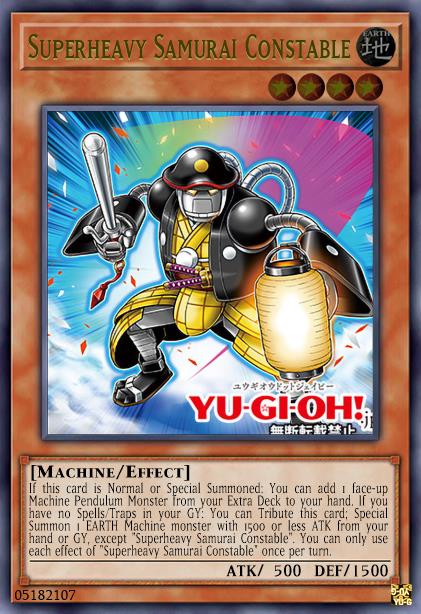 Superheavy Samurai Constable
EARTH
地
ユウギオウドットジェイピー
YU-GI-OH!
無断転載禁止
[Machine/Effect]
If this card is Normal or Special Summoned: You can add 1 face-up
Machine Pendulum Monster from your Extra Deck to your hand. If you
have no Spells/Traps in your GY: You can Tribute this card; Special
Summon 1 EARTH Machine monster with 1500 or less ATK from your
hand or GY, except "Superheavy Samurai Constable". You can only use
each effect of "Superheavy Samurai Constable" once per turn.
ATK/ 500 DEF/1500
05182107